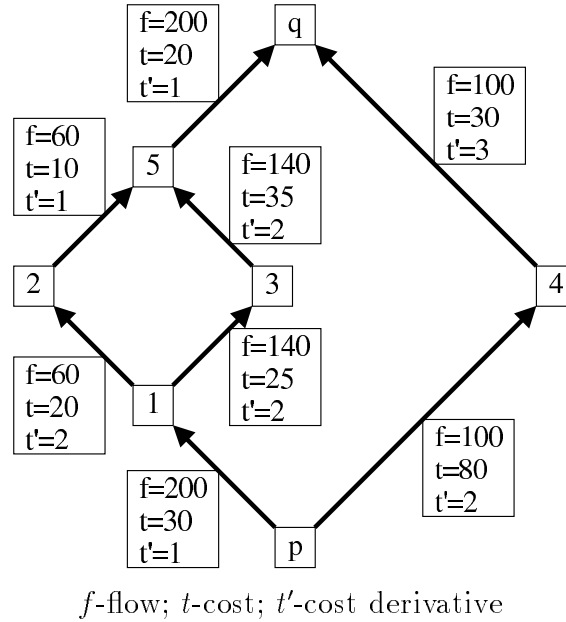 f=200
t=20
t'=1
q
f=100
t=30
t'=3
f=60
t=10
t'=1
5
f=140
t=35
t'=2
2
3
4
f=60
t=20
t'=2
1
f=140
t=25
t'=2
f=200
t=30
t'=1
f=100
t=80
t'=2
p
f-flow; t-cost; t'-cost derivative